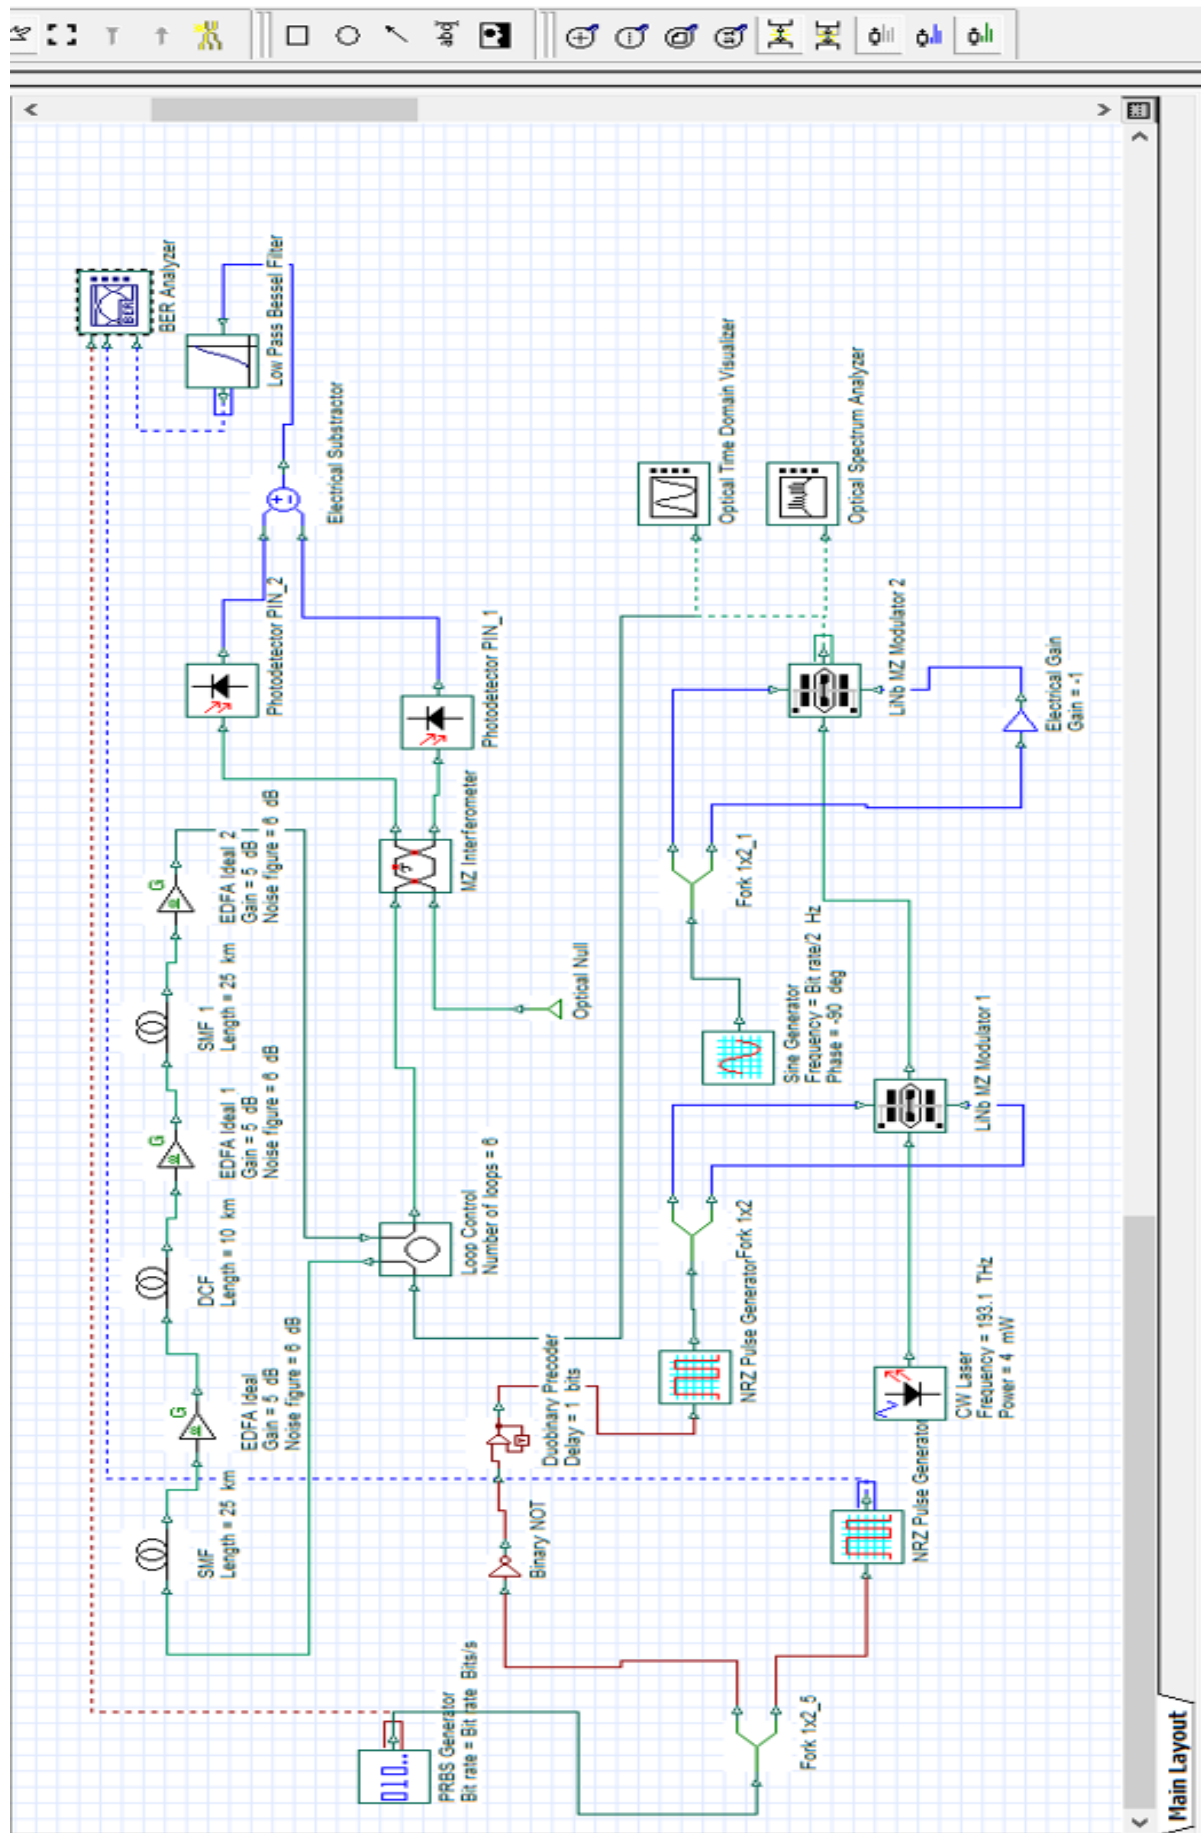 abc
BER Analyzer
Low Pass Bessel Filter
Electrical Substractor
Photodetector PIN_2
Photodetector PIN_1
MZ Interferometer
Optical Null
EDFA Ideal 2
Gain = 5 dB
Noise figure = 6 dB
SMF 1
Length = 25 km
EDFA Ideal 1
Gain = 5 dB
Noise figure = 6 dB
DCF
Length = 10 km
EDFA Ideal
Gain = 5 dB
Noise figure = 6 dB
SMF
Length = 25 km
Loop Control
Number of loops = 6
Optical Time Domain Visualizer
Optical Spectrum Analyzer
LiNb MZ Modulator 2
Electrical Gain
Gain = -1
Fork 1x2_1
Sine Generator
Frequency = Bit rate/2 Hz
Phase = -90 deg
LiNb MZ Modulator 1
NRZ Pulse Generator
Fork 1x2
CW Laser
Frequency = 193.1 THz
Power = 4 mW
Duobinary Precoder
Delay = 1 bits
Binary NOT
NRZ Pulse Generator
PRBS Generator
Bit rate = Bit rate Bits/s
Fork 1x2_5
Main Layout